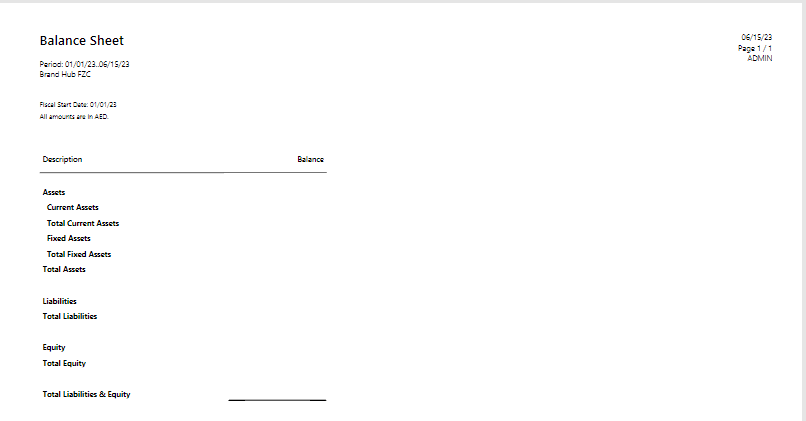 Balance Sheet
06/15/23
Page 1 / 1
ADMIN
Period: 01/01/23..06/15/23
Brand Hub FZC
Fiscal Start Date: 01/01/23
All amounts are in AED.
Description Balance
Assets
Current Assets
Total Current Assets
Fixed Assets
Total Fixed Assets
Total Assets
Liabilities
Total Liabilities
Equity
Total Equity
Total Liabilities & Equity